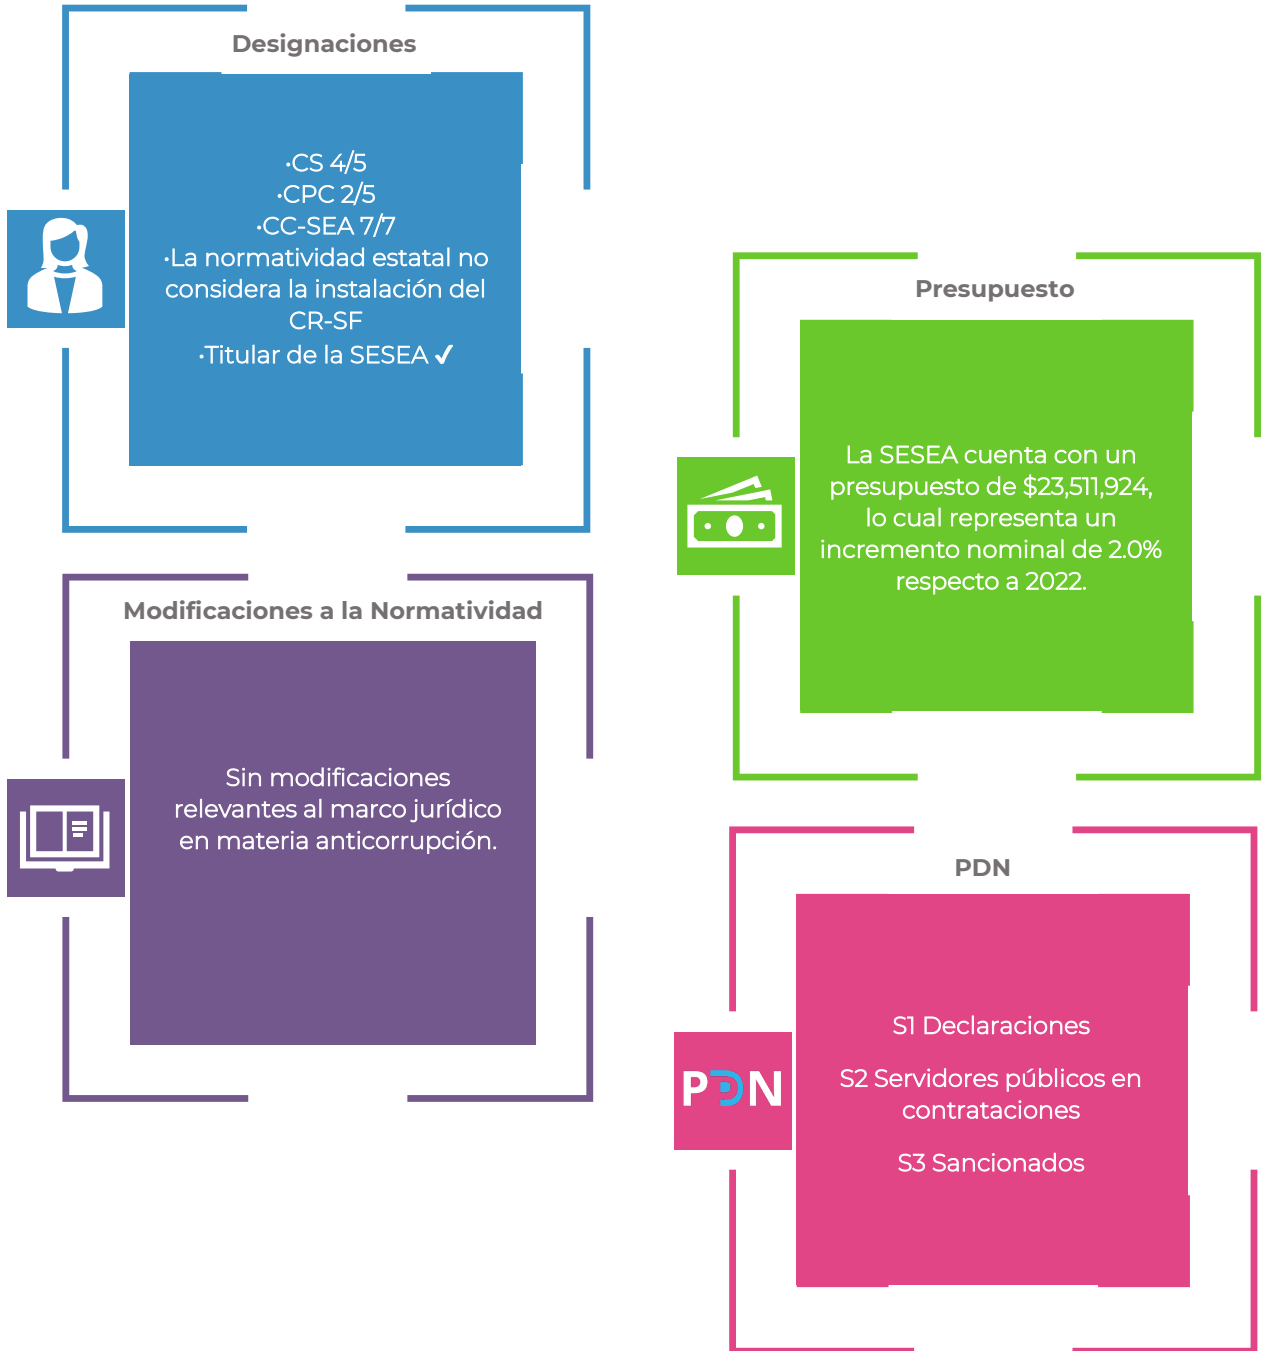 Designaciones
•CS 4/5
•CPC 2/5
•CC-SEA 7/7
•La normatividad estatal no
considera la instalación del
CR-SF
•Titular de la SESEA ✓
Presupuesto
La SESEA cuenta con un
presupuesto de $23,511,924,
lo cual representa un
incremento nominal de 2.0%
respecto a 2022.
Modificaciones a la Normatividad
Sin modificaciones
relevantes al marco jurídico
en materia anticorrupción.
PDN
PDN
S1 Declaraciones
S2 Servidores públicos en
contrataciones
S3 Sancionados